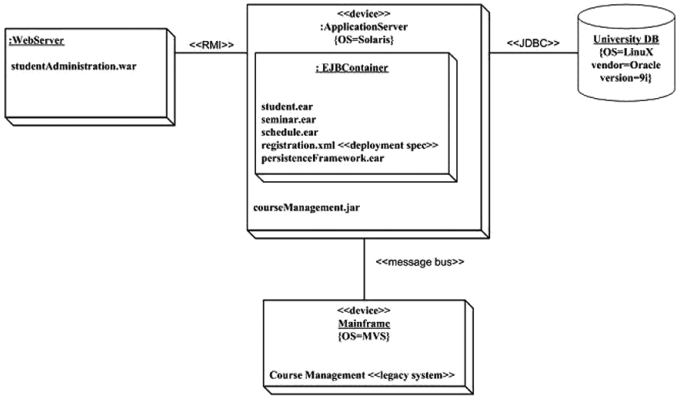 :WebServer
studentAdministration.war
<<RMI>>
<<device>>
:ApplicationServer
{OS=Solaris}
: EJBContainer
student.ear
seminar.ear
schedule.ear
registration.xml <<deployment spec>>
persistenceFramework.ear
courseManagement.jar
<<JDBC>>
University DB
{OS=LinuX
vendor=Oracle
version=9i}
<<message bus>>
<<device>>
Mainframe
{OS=MVS}
Course Management <<legacy system>>